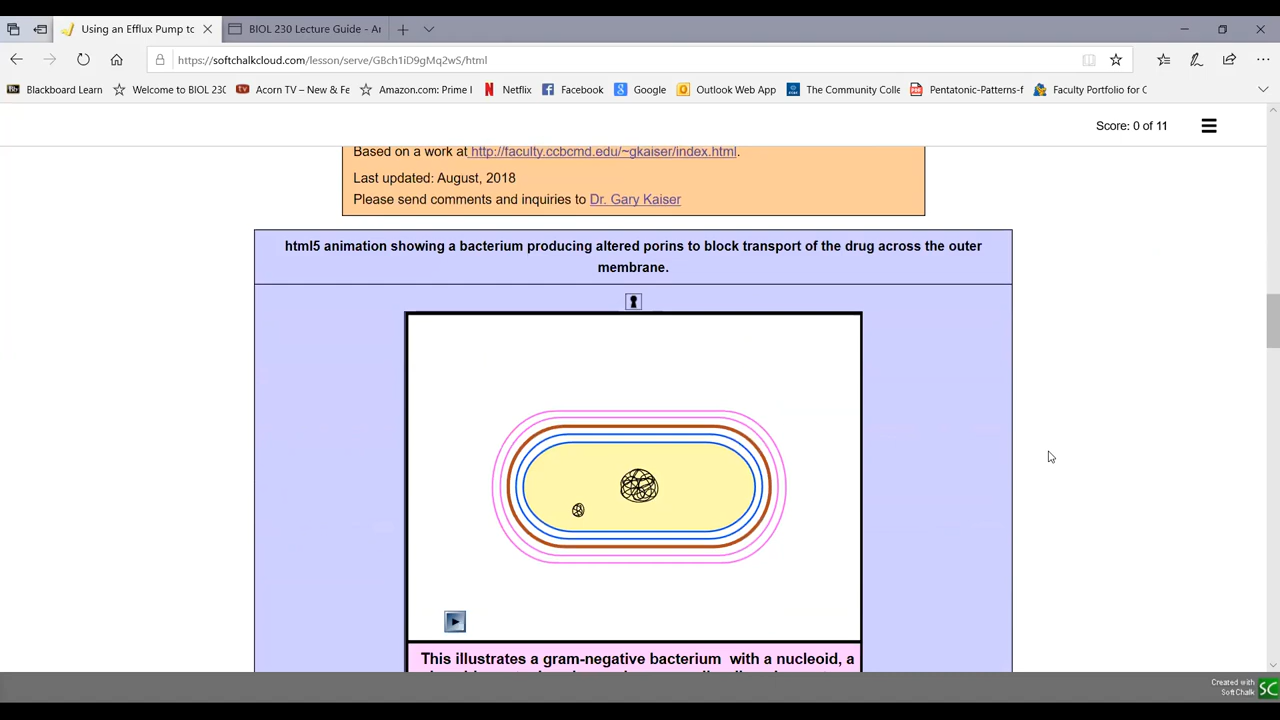 Using an Efflux Pump to
BIOL 230 Lecture Guide - Ar
https://softchalkcloud.com/lesson/serve/GBch1iD9gMq2wS/html
Blackboard Learn
Welcome to BIOL 230
Acorn TV – New & Fe
Amazon.com: Prime I
Netflix
Facebook
Google
Outlook Web App
The Community Colle
Pentatonic-Patterns-f
Faculty Portfolio for C
Score: 0 of 11
Based on a work at http://faculty.ccbcmd.edu/~gkaiser/index.html.
Last updated: August, 2018
Please send comments and inquiries to Dr. Gary Kaiser
html5 animation showing a bacterium producing altered porins to block transport of the drug across the outer
membrane.
This illustrates a gram-negative bacterium with a nucleoid, a
Created with
SoftChalk
SC